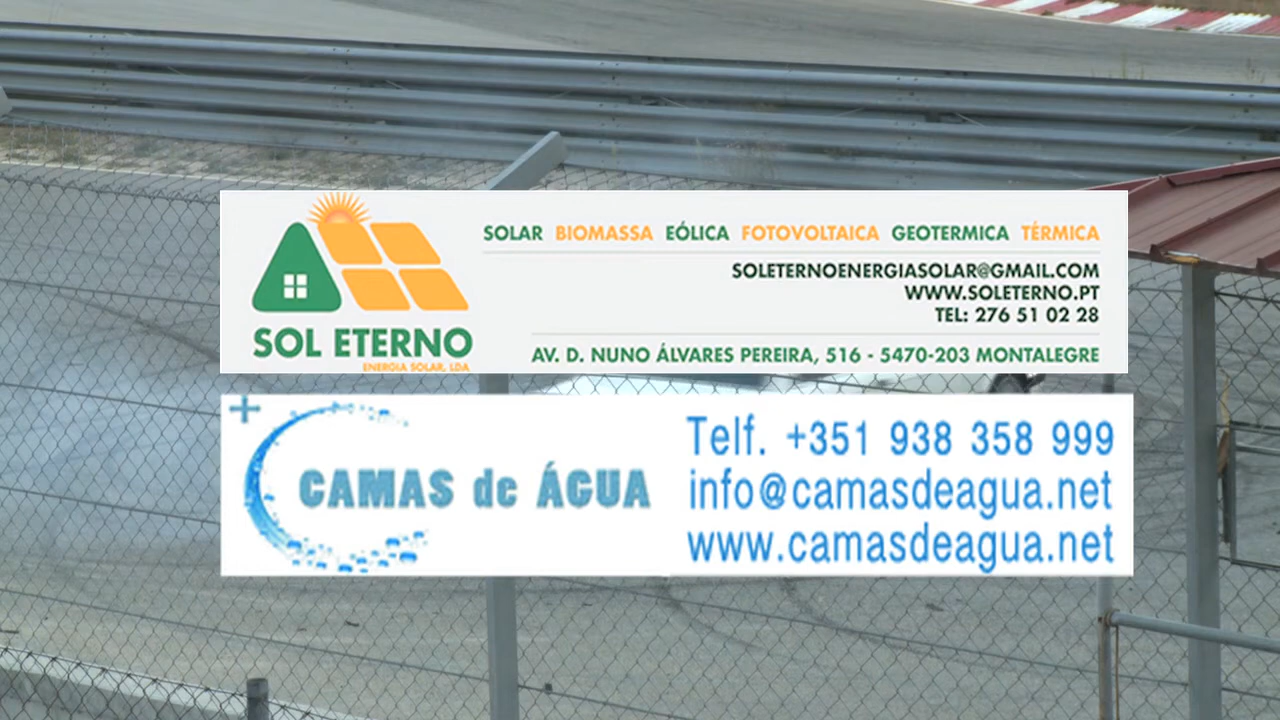 SOLAR BIOMASSA EÓLICA FOTOVOLTAICA GEOTERMICA TÉRMICA
SOLETERNOENERGIASOLAR@GMAIL.COM
WWW.SOLETERNO.PT
TEL: 276 51 02 28
SOL ETERNO
ENERGIA SOLAR, LDA
AV. D. NUNO ÁLVARES PEREIRA, 516 - 5470-203 MONTALEGRE
CAMAS de ÁGUA
Telf. +351 938 358 999
info@camasdeagua.net
www.camasdeagua.net